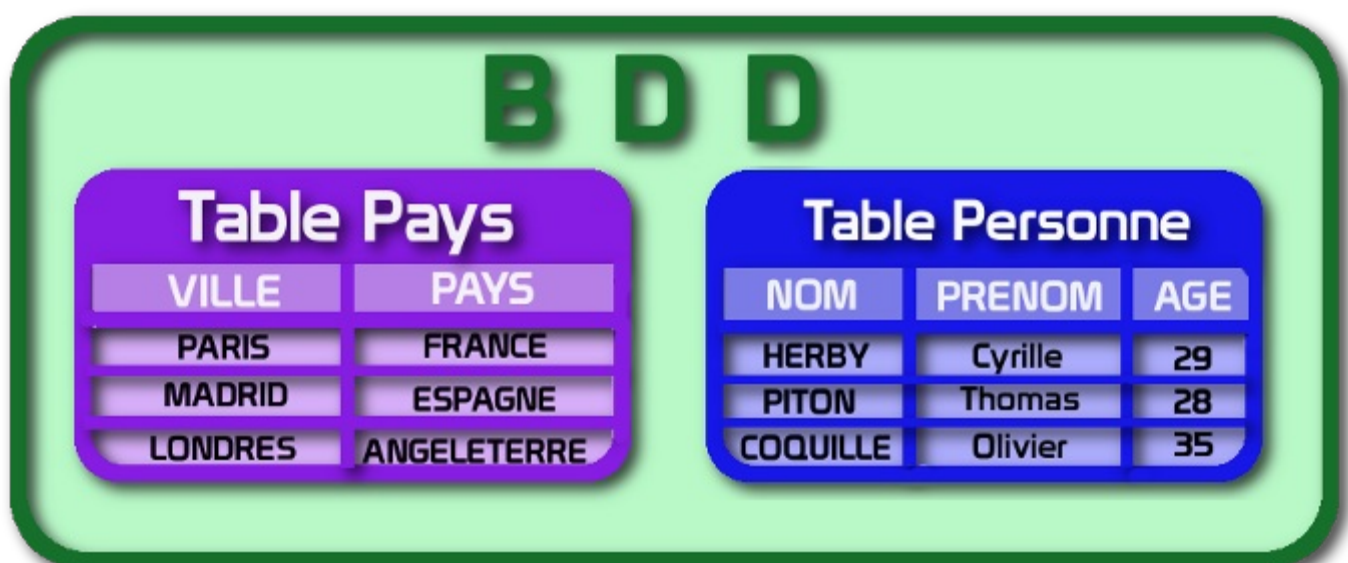 B D D
Table Pays
VILLE PAYS
PARIS FRANCE
MADRID ESPAGNE
LONDRES ANGELETERRE
Table Personne
NOM PRENOM AGE
HERBY Cyrille 29
PITON Thomas 28
COQUILLE Olivier 35